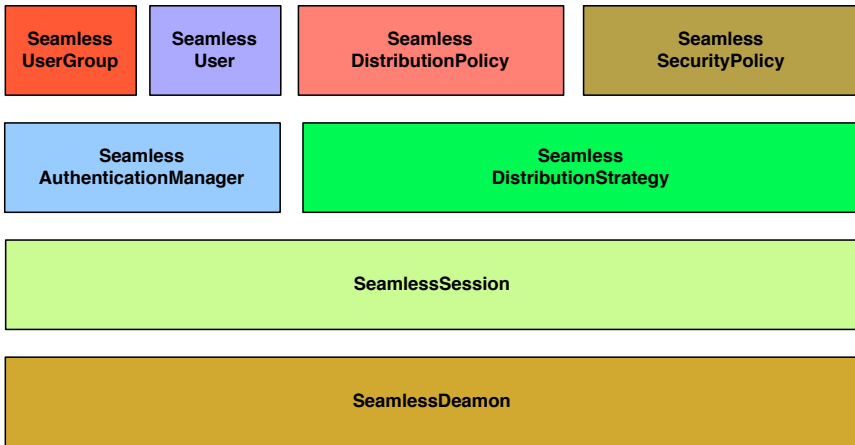 Seamless
UserGroup
Seamless
User
Seamless
DistributionPolicy
Seamless
SecurityPolicy
Seamless
AuthenticationManager
Seamless
DistributionStrategy
SeamlessSession
SeamlessDeamon